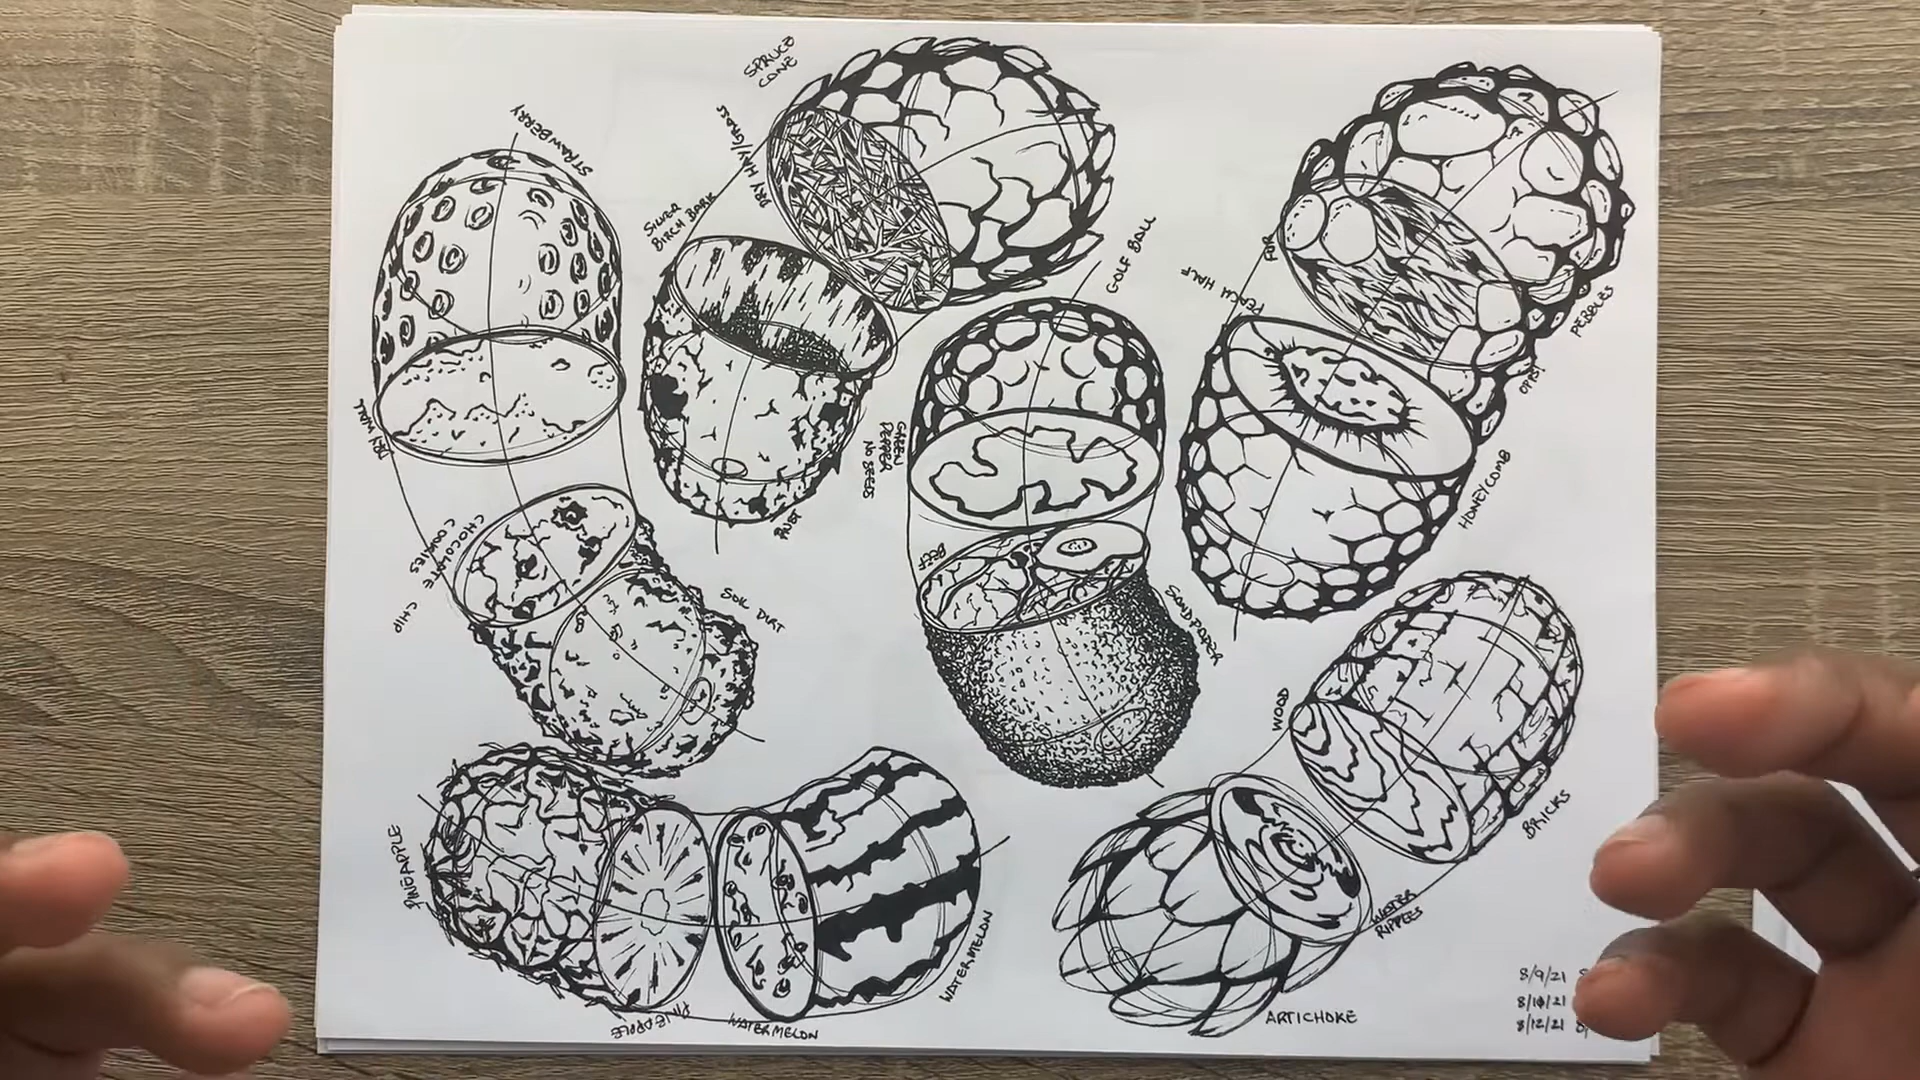 SPRUCE
CONE
STRAWBERRY
DRY HAY/GRASS
SILVER
BIRCH BARK
GOLF BALL
FUR
PEACH HALF
PEBBLES
OPPS!
DRY WALL
GREEN
PEPPER
NO SEEDS
HONEYCOMB
RUST
CHOCOLATE
COOKIES
CHIP
BEEF
SOIL DIRT
SANDPAPER
WOOD
BRICKS
PINEAPPLE
WATER
RIPPLES
WATERMELON
PINEAPPLE
WATERMELON
ARTICHOKE
8/9/21
8/10/21
8/12/21